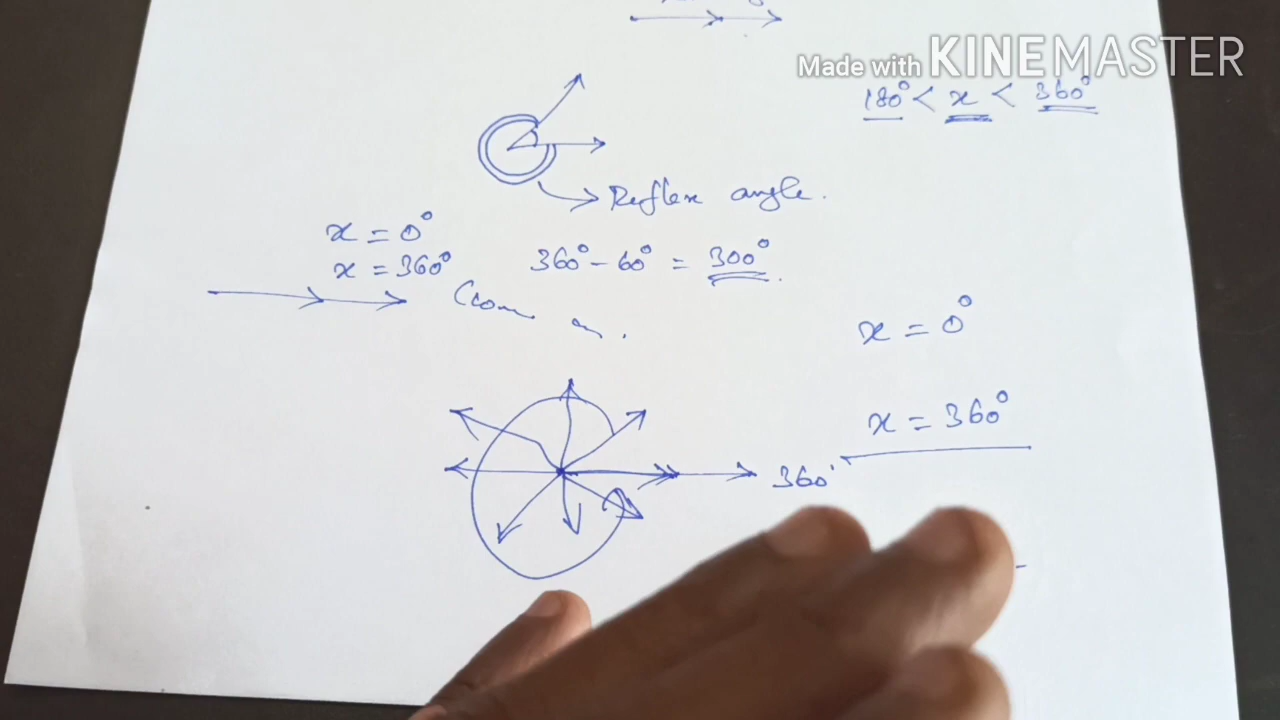 Made with KINEMASTER
180° < x < 360°
Reflex angle.
x = 0°
x = 360°
360° - 60° = 300°.
x = 0°
x = 360°
360°